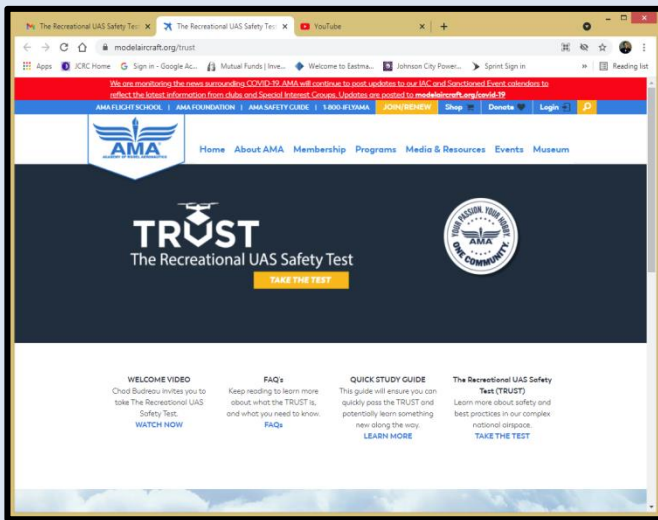 The Recreational UAS Safety Tes
The Recreational UAS Safety Tes
YouTube
modelaircraft.org/trust
Apps JCRC Home Sign in - Google Ac... Mutual Funds | Inve... Welcome to Eastma... Johnson City Power... Sprint Sign in » Reading list
We are monitoring the news surrounding COVID-19. AMA will continue to post updates to our IAC and Sanctioned Event calendars to
reflect the latest information from clubs and Special Interest Groups. Updates are posted to modelaircraft.org/covid-19
AMA FLIGHT SCHOOL | AMA FOUNDATION | AMA SAFETY GUIDE | 1-800-IFLYAMA JOIN/RENEW Shop Donate Login
AMA
ACADEMY OF MODEL AERONAUTICS
Home About AMA Membership Programs Media & Resources Events Museum
TRUST
The Recreational UAS Safety Test
TAKE THE TEST
YOUR PASSION. YOUR HOBBY.
AMA
ONE COMMUNITY.
WELCOME VIDEO
Chad Budreau invites you to
take The Recreational UAS
Safety Test.
WATCH NOW
FAQ's
Keep reading to learn more
about what the TRUST is,
and what you need to know.
FAQs
QUICK STUDY GUIDE
This guide will ensure you can
quickly pass the TRUST and
potentially learn something
new along the way.
LEARN MORE
The Recreational UAS Safety
Test (TRUST)
Learn more about safety and
best practices in our complex
national airspace.
TAKE THE TEST